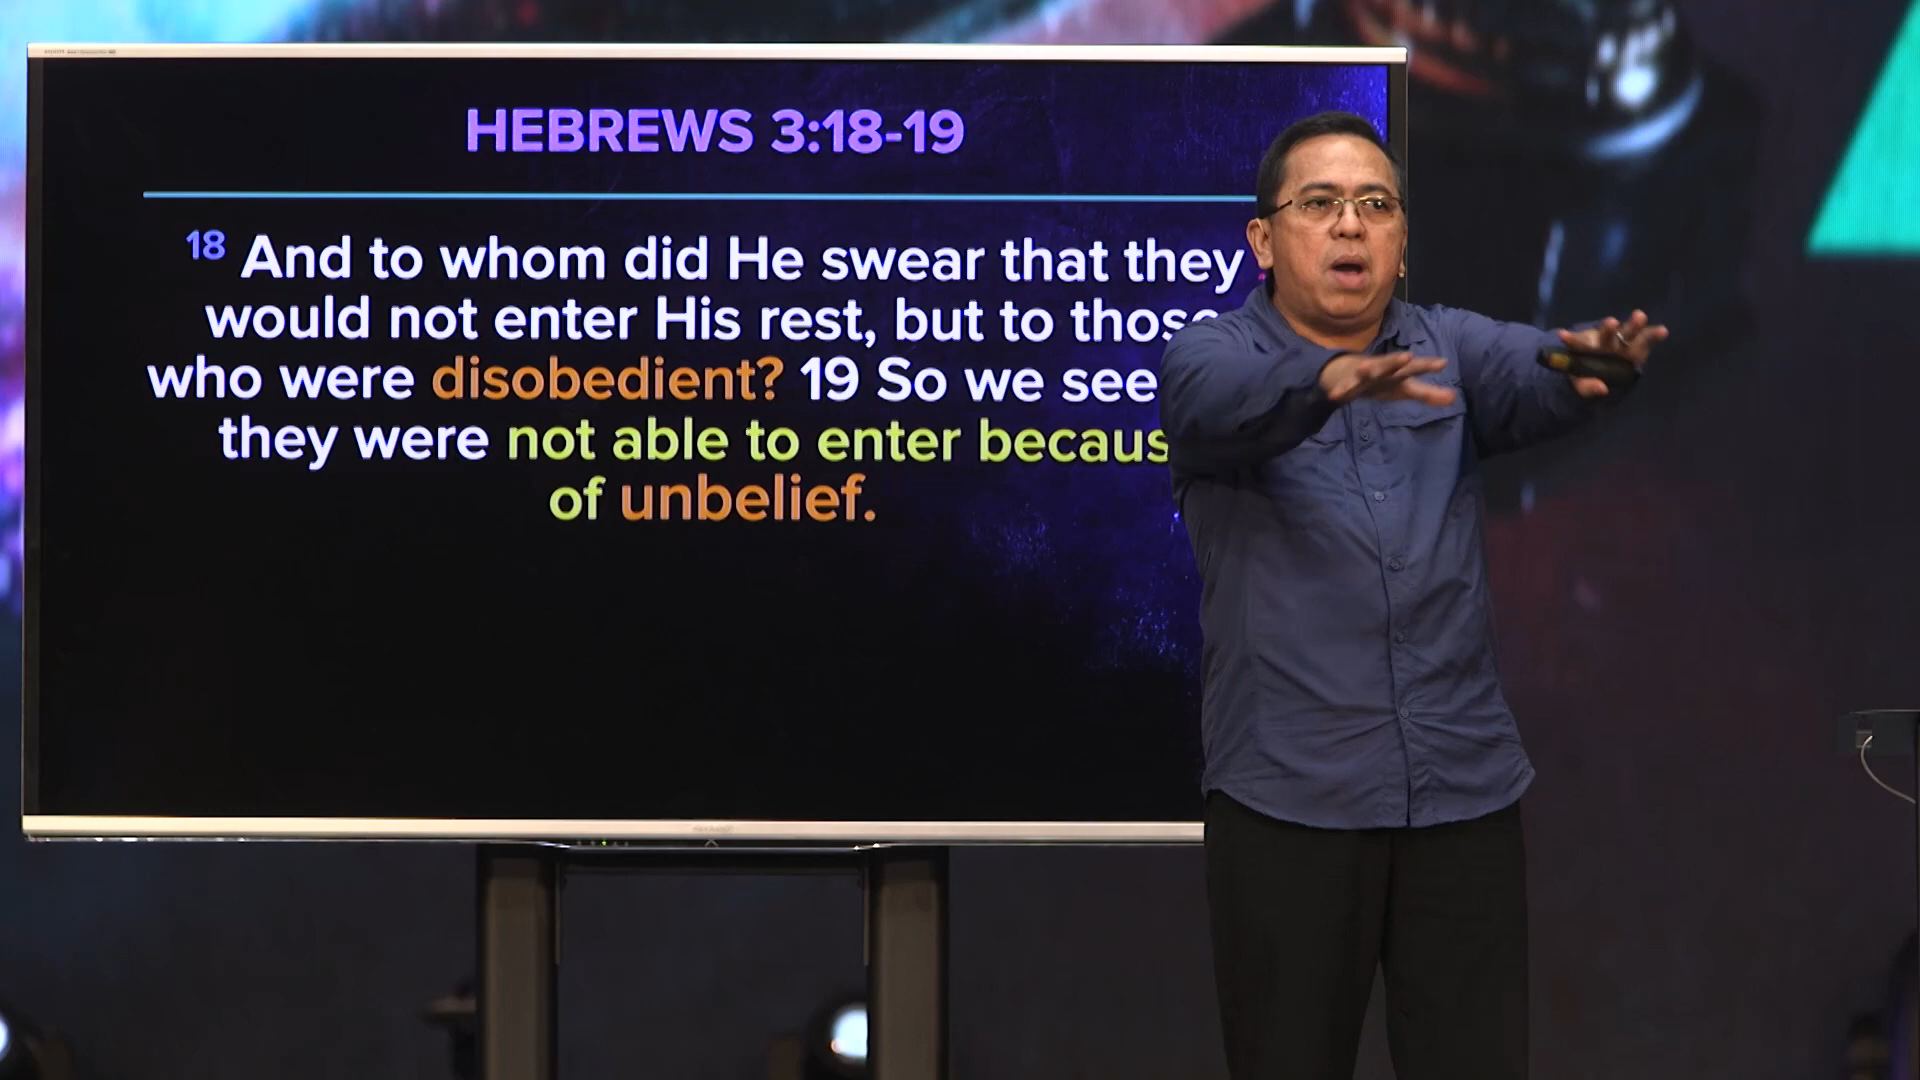 HEBREWS 3:18-19
18 And to whom did He swear that they
would not enter His rest, but to those
who were disobedient? 19 So we see
they were not able to enter becaus
of unbelief.